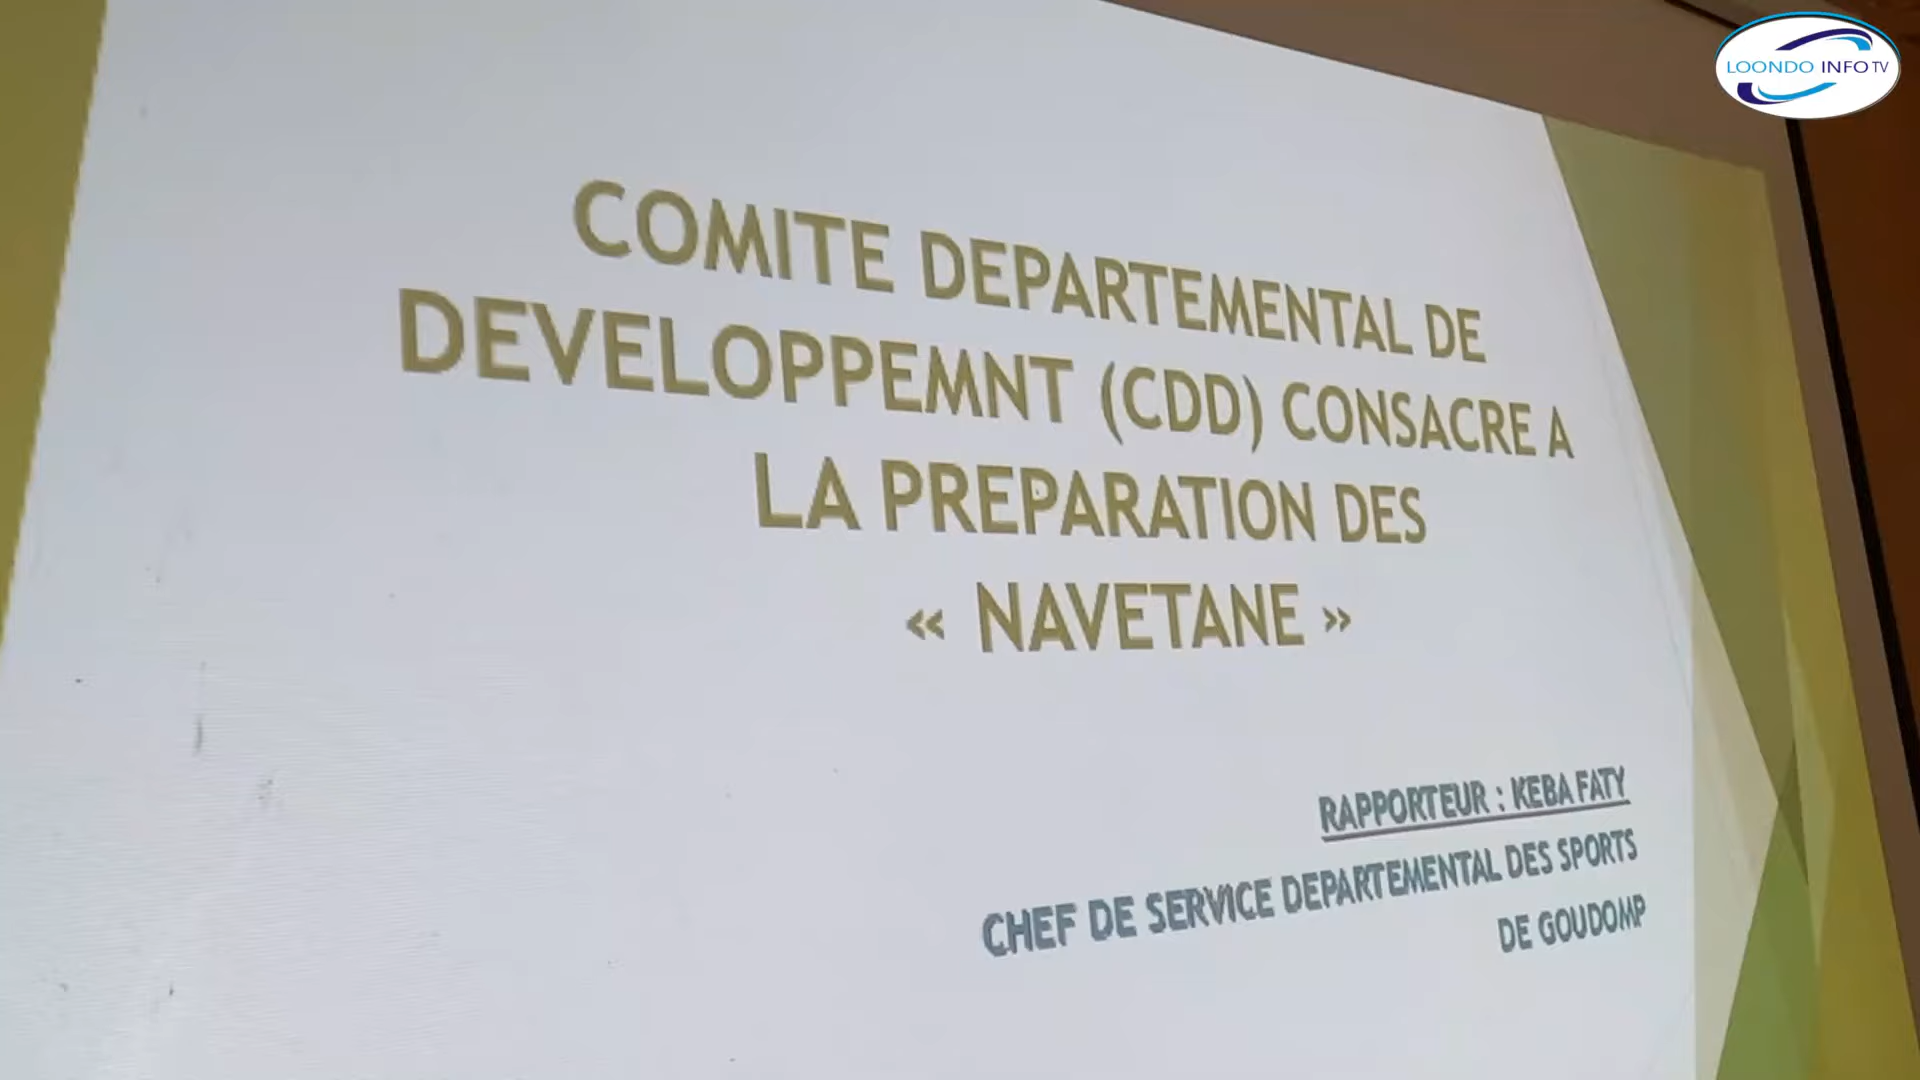 LOONDO INFO TV
COMITE DEPARTEMENTAL DE
DEVELOPPEMNT (CDD) CONSACRE A
LA PREPARATION DES
« NAVETANE »
RAPPORTEUR : KEBA FATY
CHEF DE SERVICE DEPARTEMENTAL DES SPORTS
DE GOUDOMP